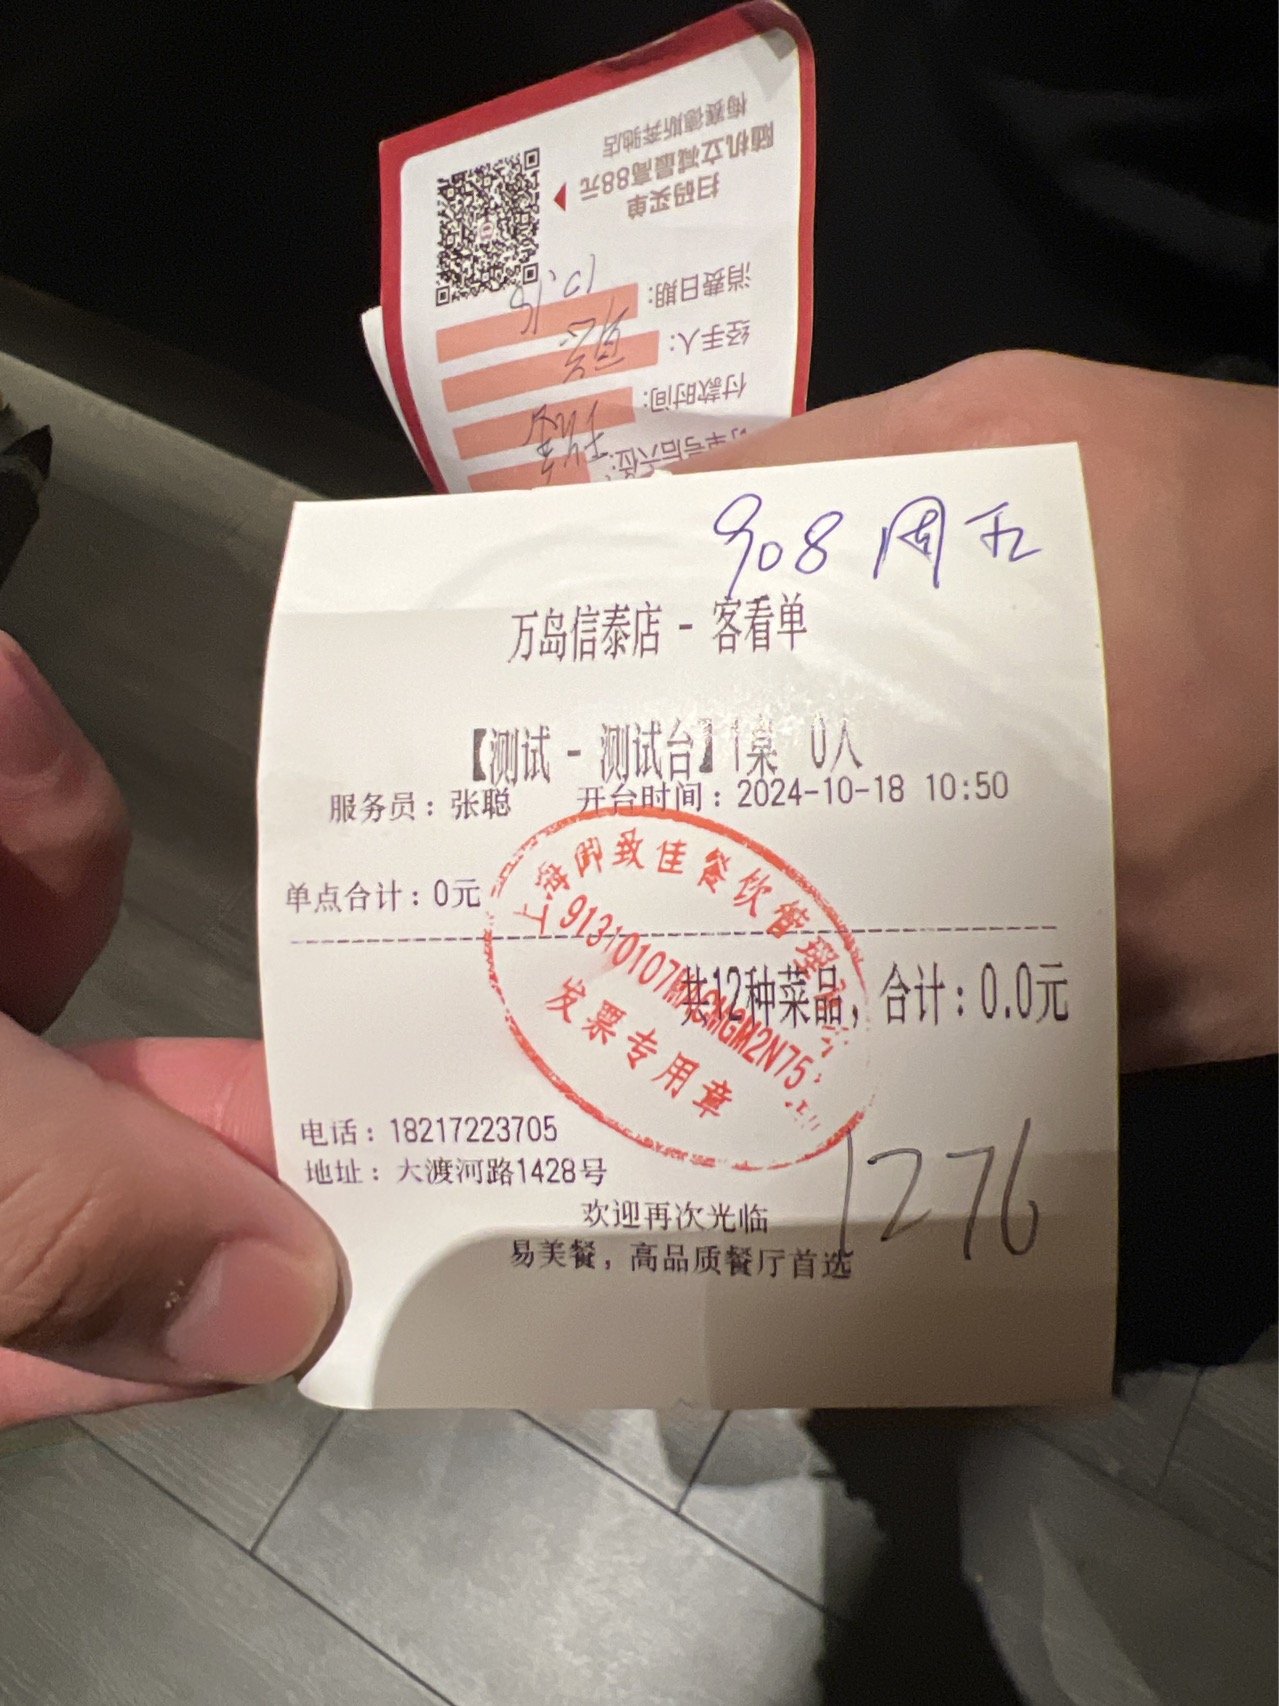 梅赛德斯奔驰店
随机立减最高88元
扫码买单
消费日期:
经手人:
付款时间:
908 周五
万岛信泰店 - 客看单
【测试 - 测试台】1桌 0人
服务员：张聪 开台时间：2024-10-18 10:50
单点合计：0元
致佳餐饮管理
发票专用章
共12种菜品，合计：0.0元
电话：18217223705
地址：大渡河路1428号
1276
欢迎再次光临
易美餐，高品质餐厅首选